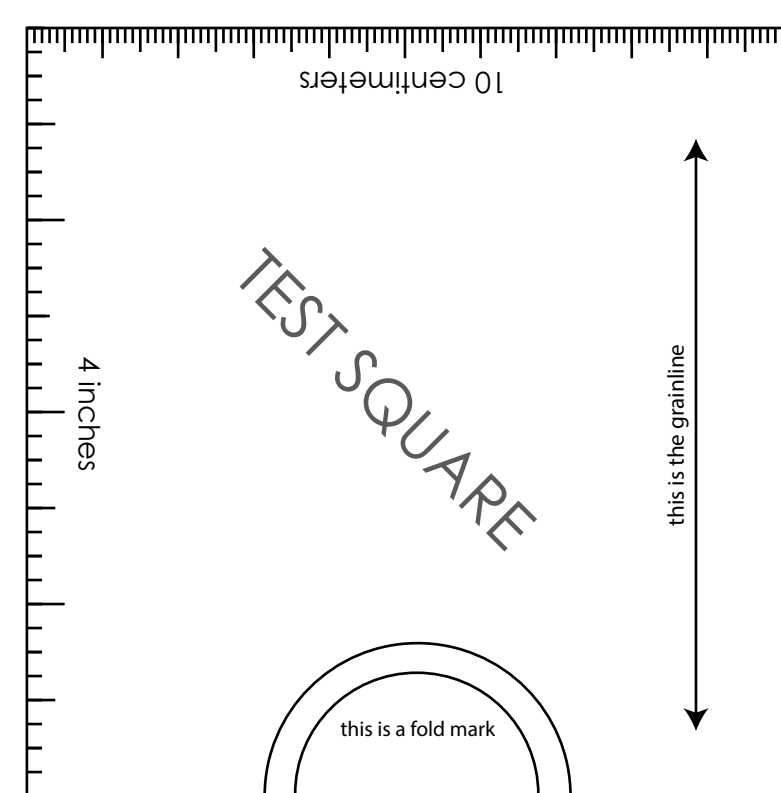 10 centimeters
TEST SQUARE
4 inches
this is the grainline
this is a fold mark